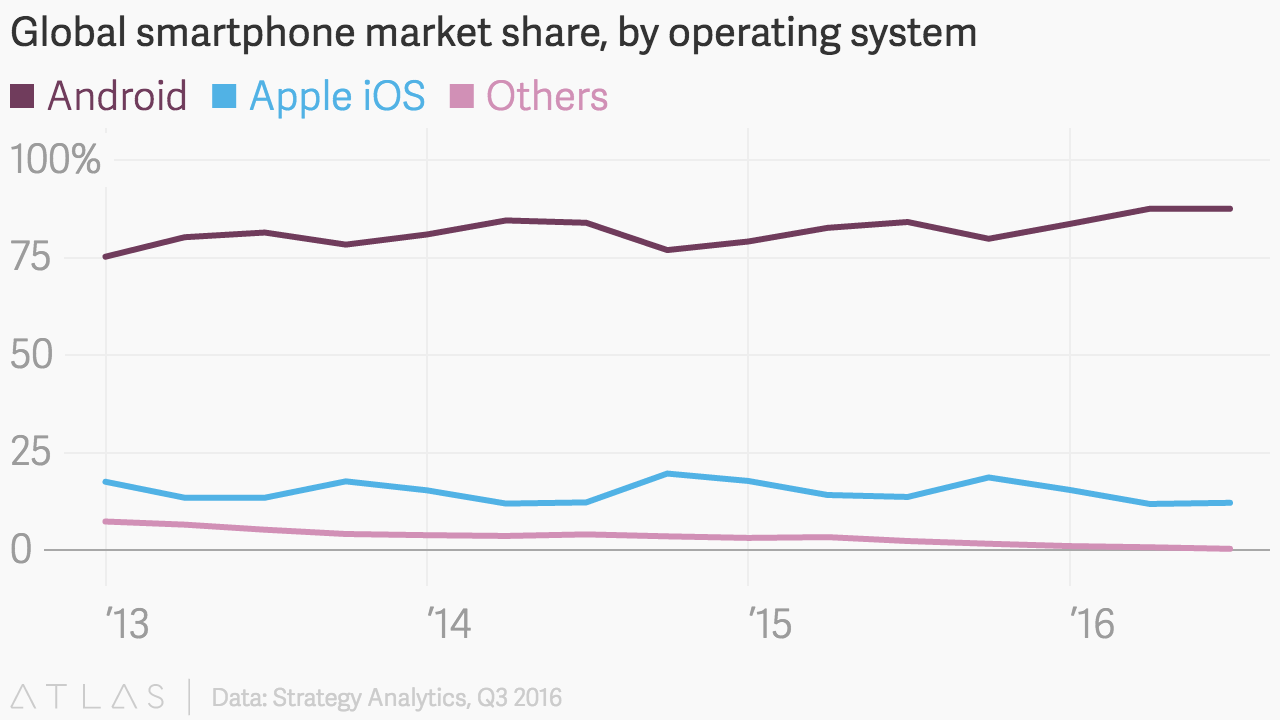 Global smartphone market share, by operating system
Android Apple iOS Others
100%
75
50
25
0
’13 ’14 ’15 ’16
ATLAS Data: Strategy Analytics, Q3 2016